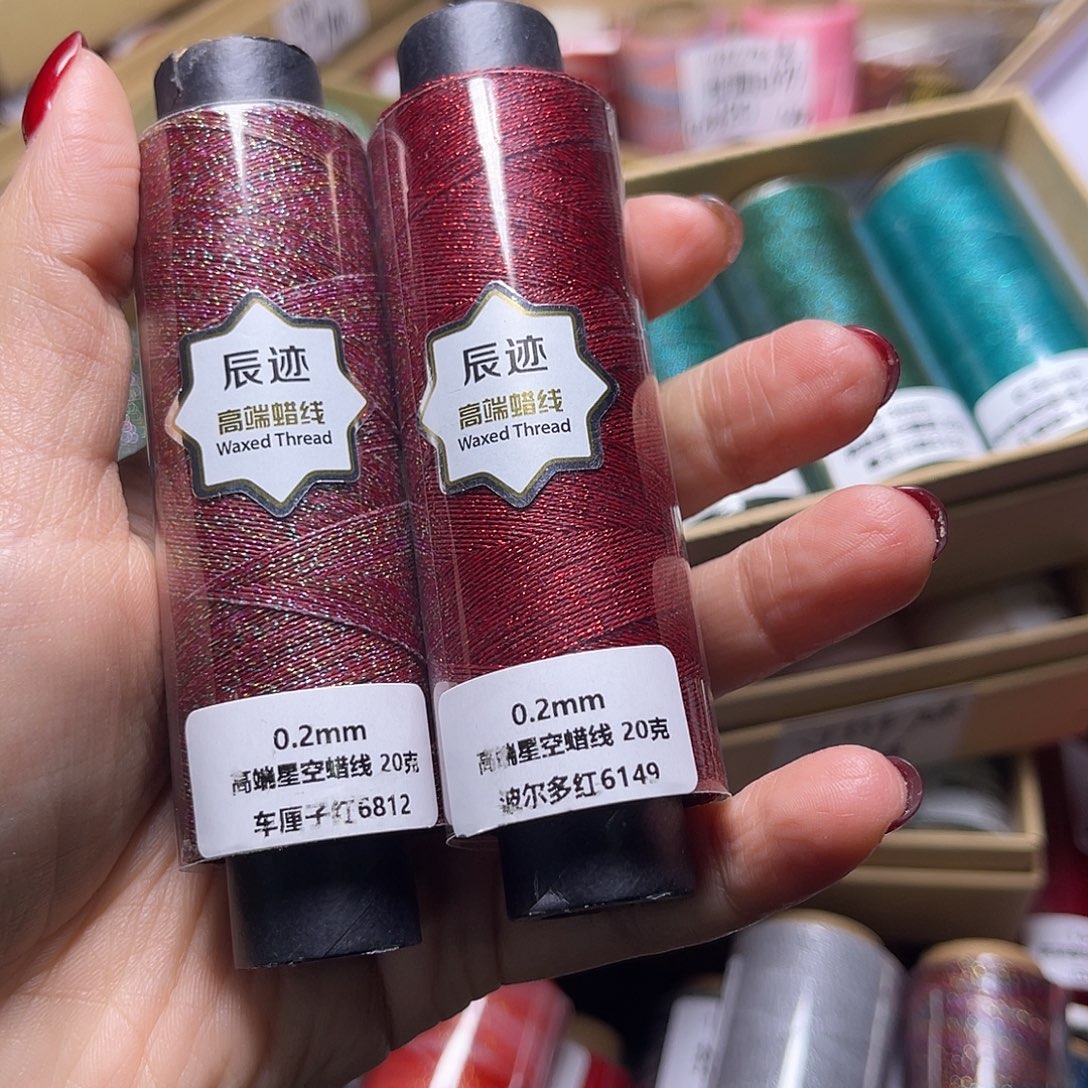 辰迹
高端蜡线
Waxed Thread
0.2mm
高端星空蜡线 20克
车厘子红6812
辰迹
高端蜡线
Waxed Thread
0.2mm
高端星空蜡线 20克
波尔多红6149